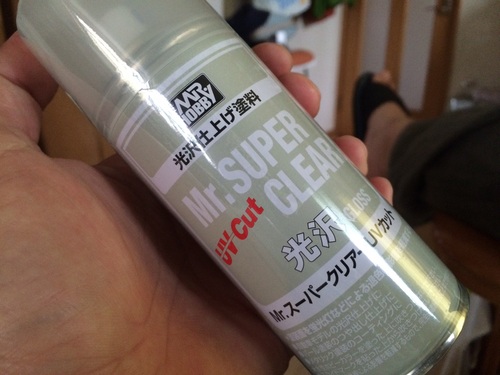 MR HOBBY
光沢仕上げ塗料
Mr.SUPER
CLEAR
UV Cut
光沢 GLOSS
Mr.スーパークリアー UVカット